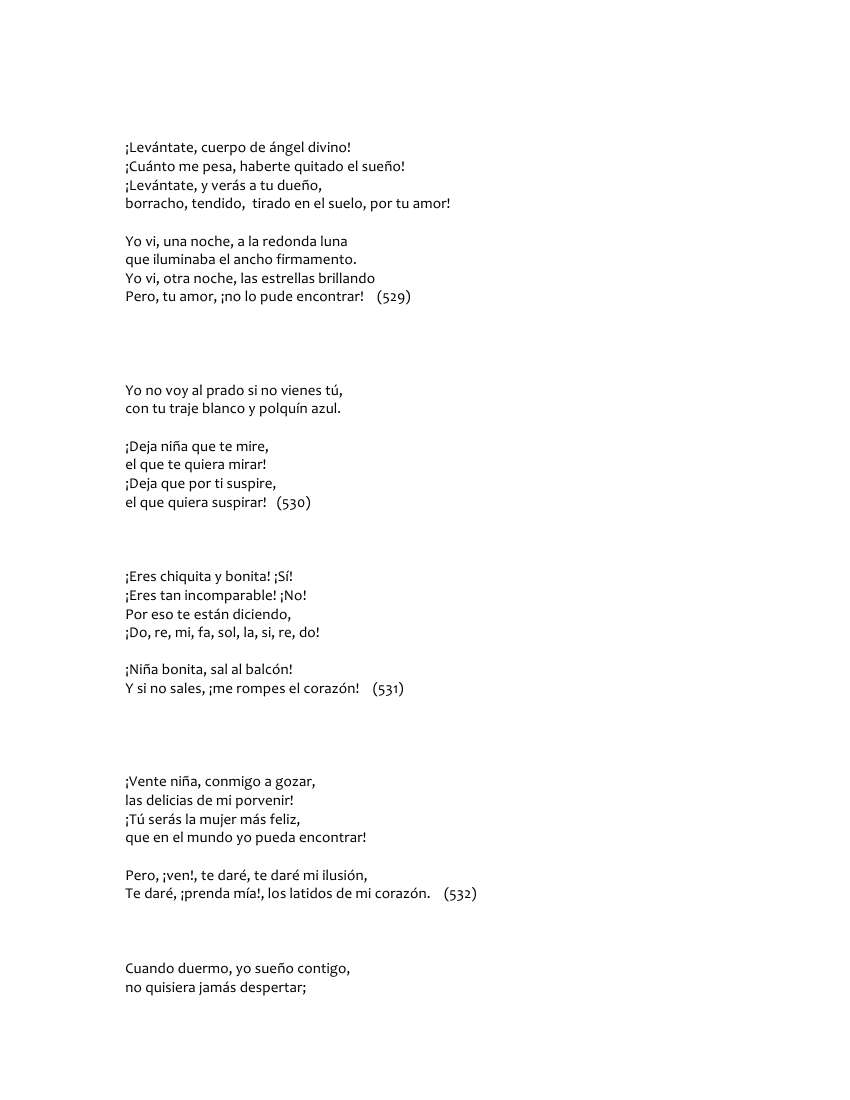 ¡Levántate, cuerpo de ángel divino!
¡Cuánto me pesa, haberte quitado el sueño!
¡Levántate, y verás a tu dueño,
borracho, tendido,  tirado en el suelo, por tu amor!
Yo vi, una noche, a la redonda luna
que iluminaba el ancho firmamento.
Yo vi, otra noche, las estrellas brillando
Pero, tu amor, ¡no lo pude encontrar!   (529)
Yo no voy al prado si no vienes tú,
con tu traje blanco y polquín azul.
¡Deja niña que te mire,
el que te quiera mirar!
¡Deja que por ti suspire,
el que quiera suspirar!  (530)
¡Eres chiquita y bonita! ¡Sí!
¡Eres tan incomparable! ¡No!
Por eso te están diciendo,
¡Do, re, mi, fa, sol, la, si, re, do!
¡Niña bonita, sal al balcón!
Y si no sales, ¡me rompes el corazón!   (531)
¡Vente niña, conmigo a gozar,
las delicias de mi porvenir!
¡Tú serás la mujer más feliz,
que en el mundo yo pueda encontrar!
Pero, ¡ven!, te daré, te daré mi ilusión,
Te daré, ¡prenda mía!, los latidos de mi corazón.   (532)
Cuando duermo, yo sueño contigo,
no quisiera jamás despertar;